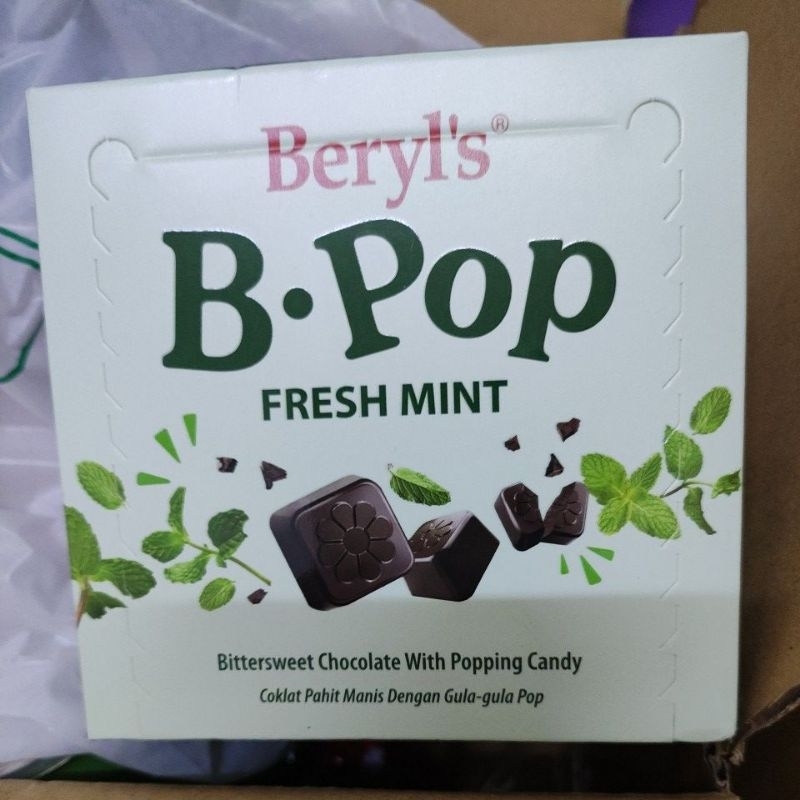 Beryl's®
B·Pop
FRESH MINT
Bittersweet Chocolate With Popping Candy
Coklat Pahit Manis Dengan Gula-gula Pop